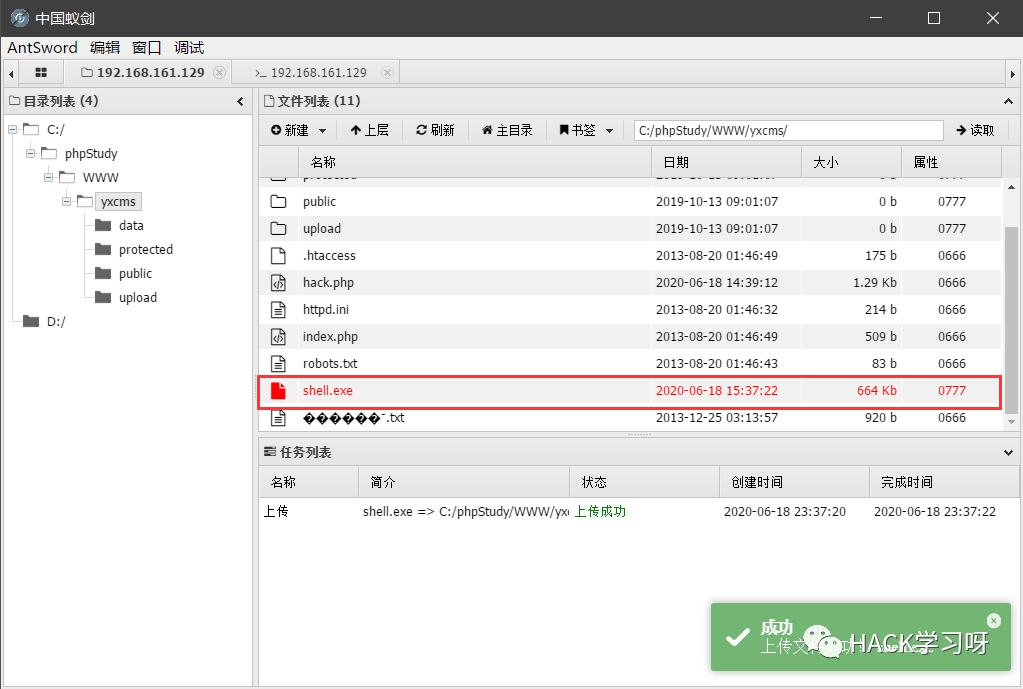 中国蚁剑
AntSword 编辑 窗口 调试
192.168.161.129 >_ 192.168.161.129
目录列表 (4)
C:/
phpStudy
WWW
yxcms
data
protected
public
upload
D:/
文件列表 (11)
新建 上层 刷新 主目录 书签 C:/phpStudy/WWW/yxcms/ 读取
名称 日期 大小 属性
public 2019-10-13 09:01:07 0 b 0777
upload 2019-10-13 09:01:07 0 b 0777
.htaccess 2013-08-20 01:46:49 175 b 0666
hack.php 2020-06-18 14:39:12 1.29 Kb 0666
httpd.ini 2013-08-20 01:46:32 214 b 0666
index.php 2013-08-20 01:46:49 509 b 0666
robots.txt 2013-08-20 01:46:43 83 b 0666
shell.exe 2020-06-18 15:37:22 664 Kb 0777
������ˉ.txt 2013-12-25 03:13:57 920 b 0666
任务列表
名称 简介 状态 创建时间 完成时间
上传 shell.exe => C:/phpStudy/WWW/yxc 上传成功 2020-06-18 23:37:20 2020-06-18 23:37:22
成功
上传文
HACK学习呀